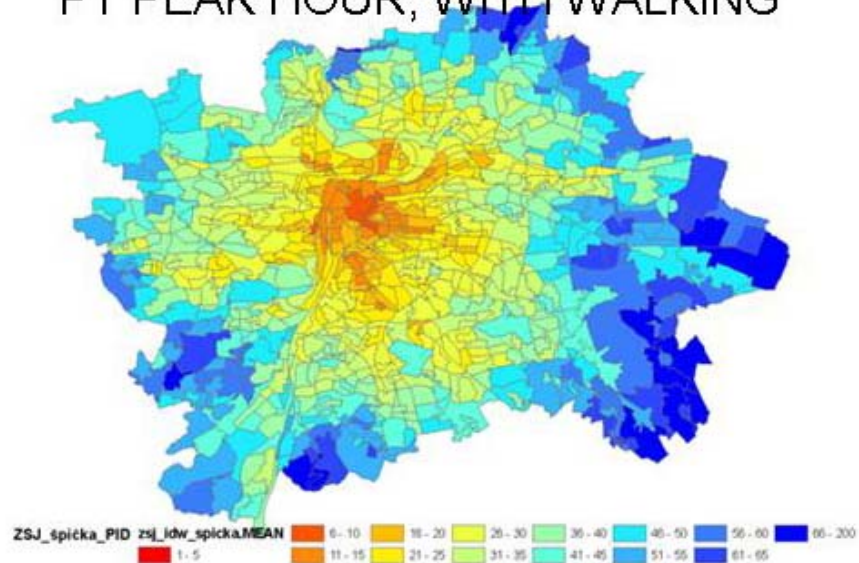 PT PEAK HOUR, WITH WALKING
ZSJ_špička_PID zsj_idw_spicka.MEAN 6 - 10 16 - 20 26 - 30 36 - 40 46 - 50 56 - 60 66 - 200
1 - 5 11 - 15 21 - 25 31 - 35 41 - 45 51 - 55 61 - 65